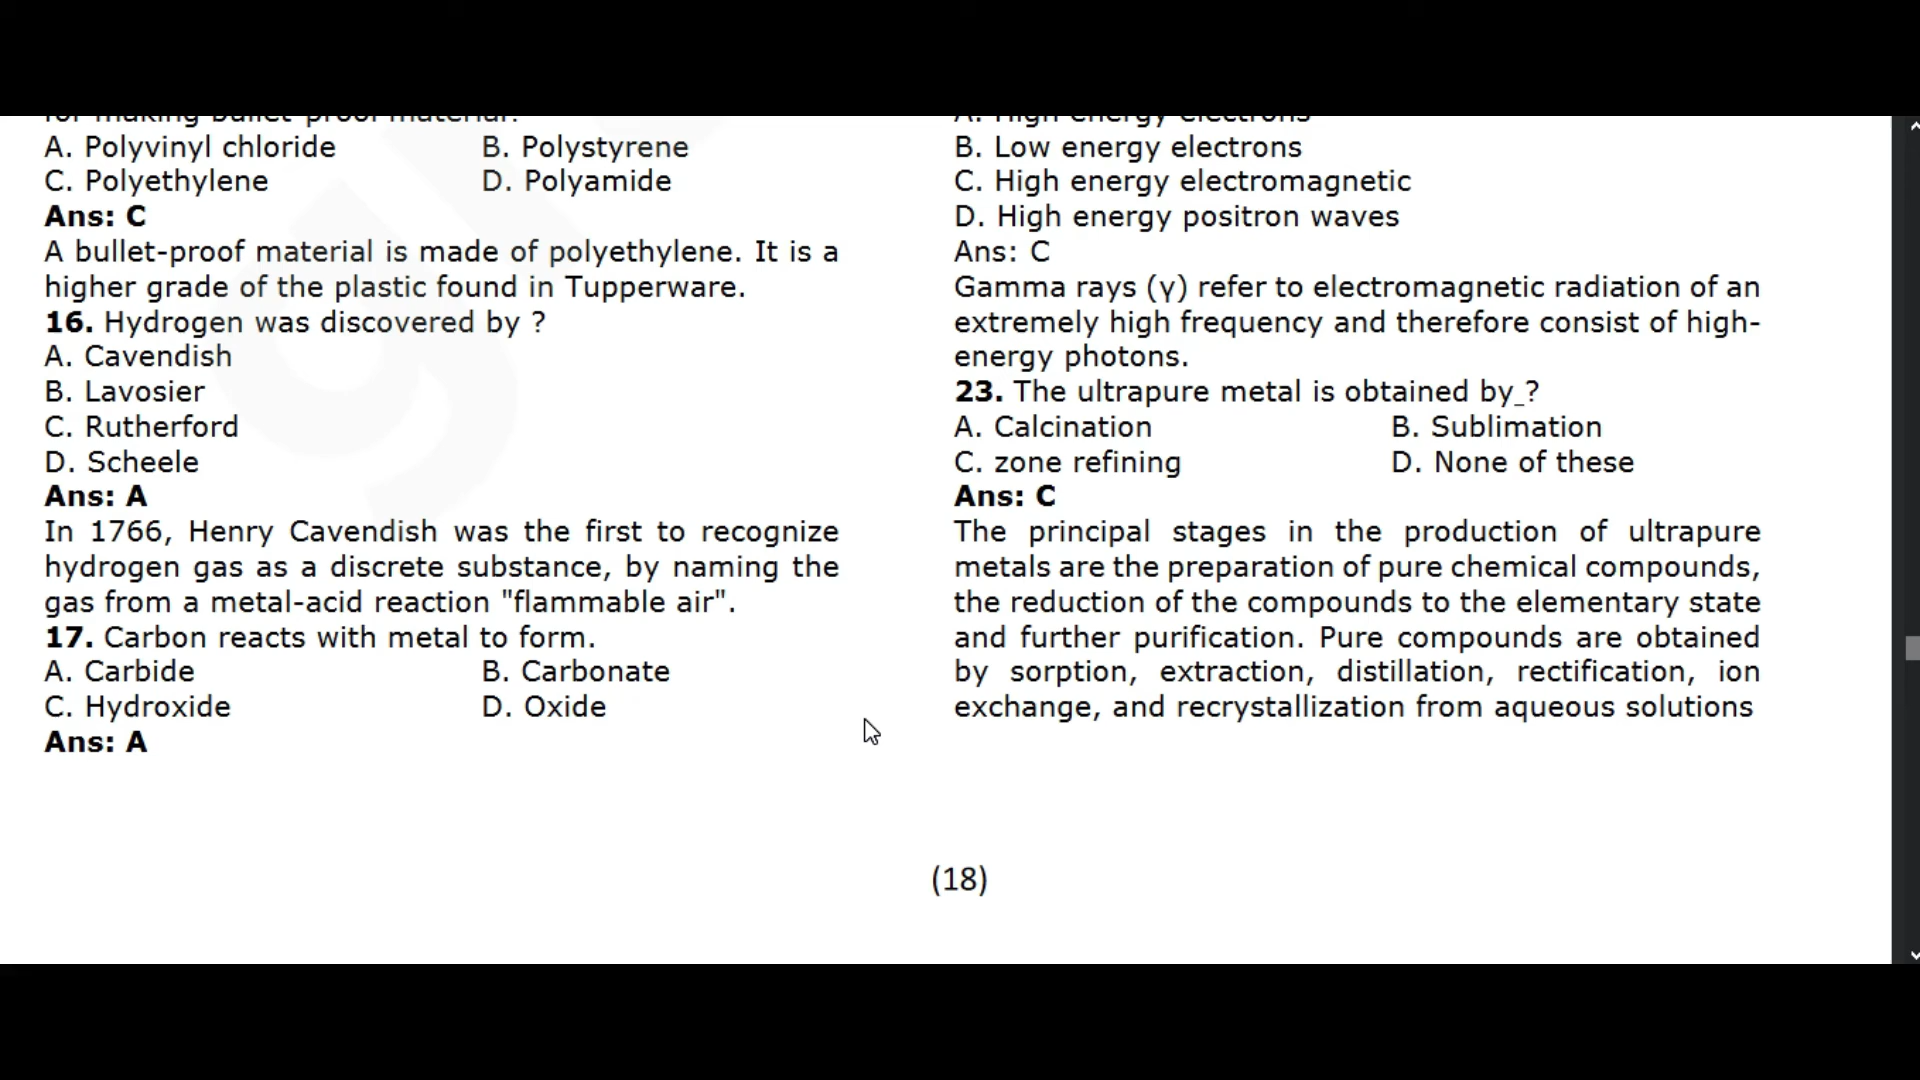 for making bullet-proof material?
A. Polyvinyl chloride B. Polystyrene
C. Polyethylene D. Polyamide
Ans: C
A bullet-proof material is made of polyethylene. It is a
higher grade of the plastic found in Tupperware.
16. Hydrogen was discovered by ?
A. Cavendish
B. Lavosier
C. Rutherford
D. Scheele
Ans: A
In 1766, Henry Cavendish was the first to recognize
hydrogen gas as a discrete substance, by naming the
gas from a metal-acid reaction "flammable air".
17. Carbon reacts with metal to form.
A. Carbide B. Carbonate
C. Hydroxide D. Oxide
Ans: A
A. High energy electrons
B. Low energy electrons
C. High energy electromagnetic
D. High energy positron waves
Ans: C
Gamma rays (γ) refer to electromagnetic radiation of an
extremely high frequency and therefore consist of high-
energy photons.
23. The ultrapure metal is obtained by_?
A. Calcination B. Sublimation
C. zone refining D. None of these
Ans: C
The principal stages in the production of ultrapure
metals are the preparation of pure chemical compounds,
the reduction of the compounds to the elementary state
and further purification. Pure compounds are obtained
by sorption, extraction, distillation, rectification, ion
exchange, and recrystallization from aqueous solutions
(18)